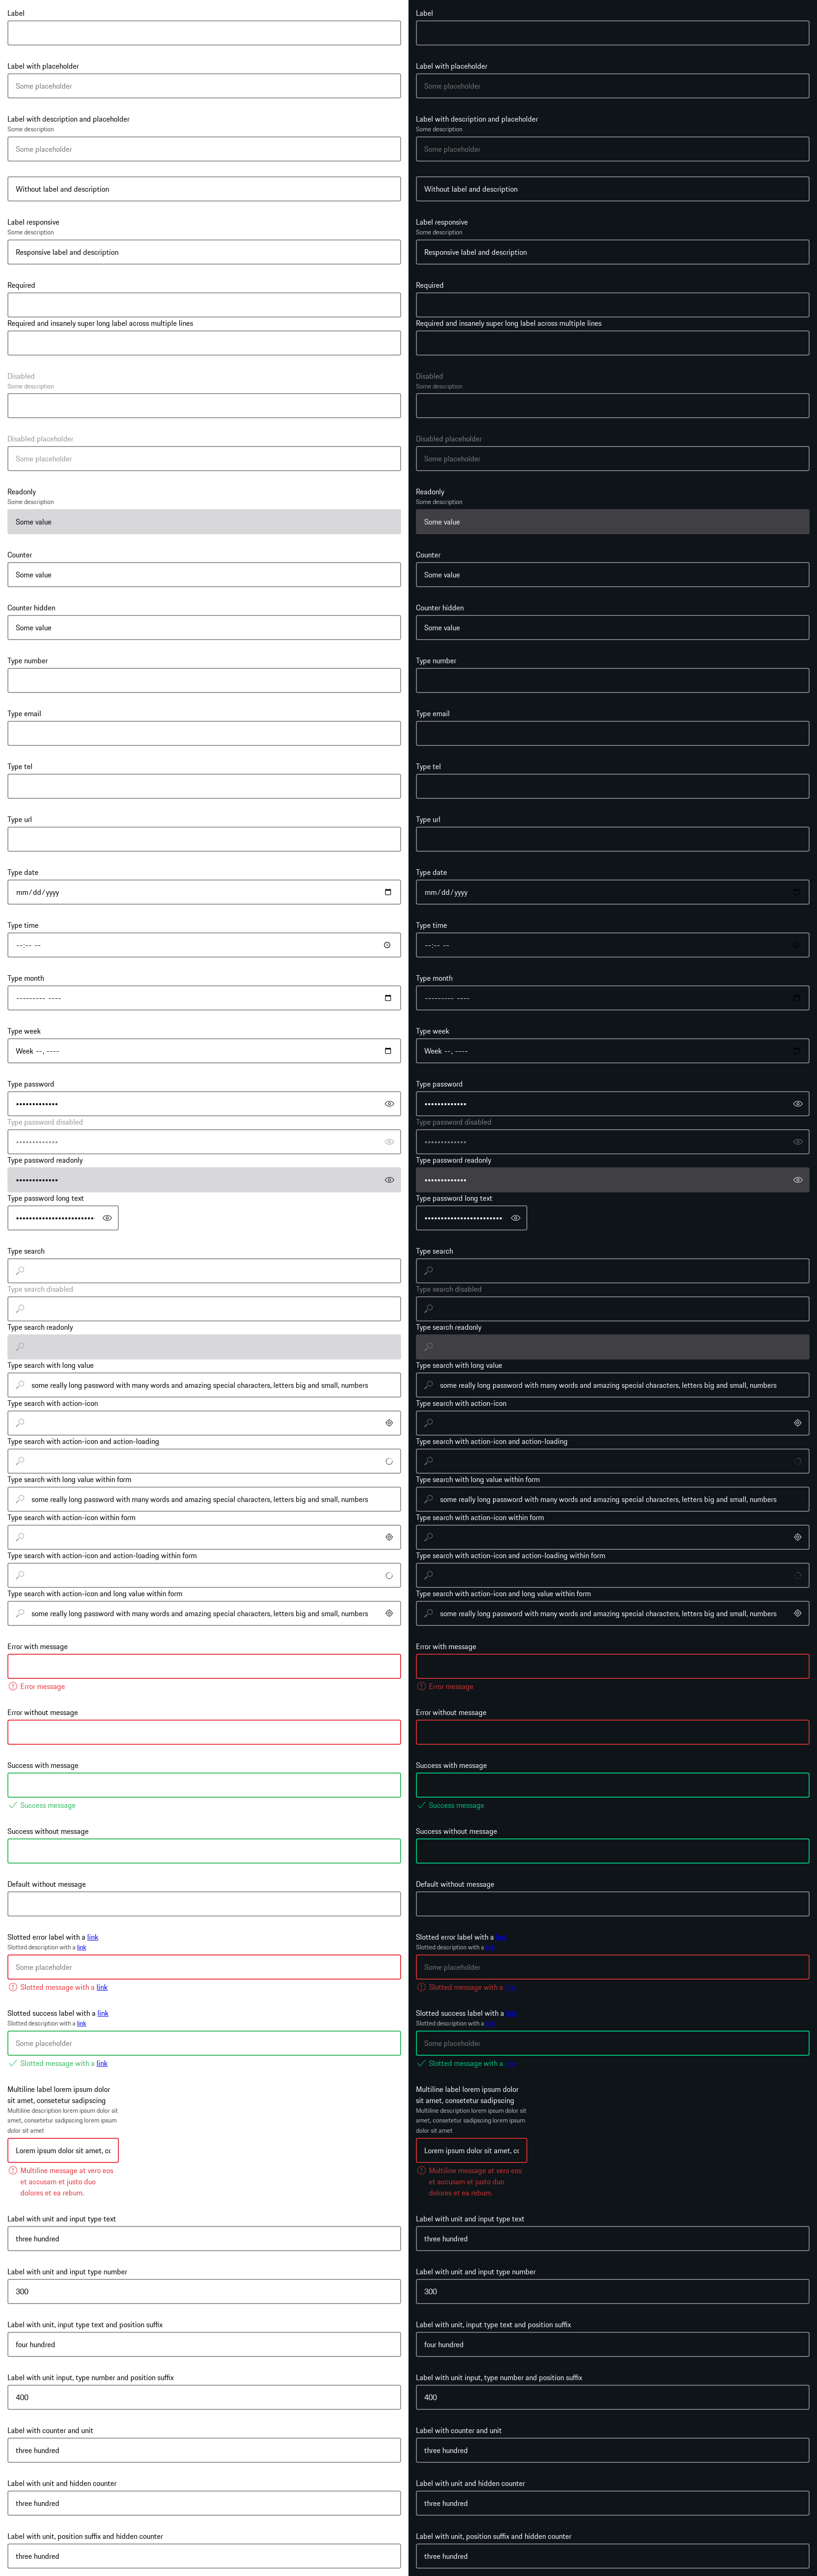 Label
Label with placeholder
Some placeholder
Label with description and placeholder
Some description
Some placeholder
Without label and description
Label responsive
Some description
Responsive label and description
Required
Required and insanely super long label across multiple lines
Disabled
Some description
Disabled placeholder
Some placeholder
Readonly
Some description
Some value
Counter
Some value
Counter hidden
Some value
Type number
Type email
Type tel
Type url
Type date
mm/dd/yyyy
Type time
--:-- --
Type month
--------- ----
Type week
Week --, ----
Type password
•••••••••••••
Type password disabled
•••••••••••••
Type password readonly
•••••••••••••
Type password long text
••••••••••••••••••••••••
Type search
Type search disabled
Type search readonly
Type search with long value
some really long password with many words and amazing special characters, letters big and small, numbers
Type search with action-icon
Type search with action-icon and action-loading
Type search with long value within form
some really long password with many words and amazing special characters, letters big and small, numbers
Type search with action-icon within form
Type search with action-icon and action-loading within form
Type search with action-icon and long value within form
some really long password with many words and amazing special characters, letters big and small, numbers
Error with message
Error message
Error without message
Success with message
Success message
Success without message
Default without message
Slotted error label with a link
Slotted description with a link
Some placeholder
Slotted message with a link
Slotted success label with a link
Slotted description with a link
Some placeholder
Slotted message with a link
Multiline label lorem ipsum dolor
sit amet, consetetur sadipscing
Multiline description lorem ipsum dolor sit
amet, consetetur sadipscing lorem ipsum
dolor sit amet
Lorem ipsum dolor sit amet, cc
Multiline message at vero eos
et accusam et justo duo
dolores et ea rebum.
Label with unit and input type text
three hundred
Label with unit and input type number
300
Label with unit, input type text and position suffix
four hundred
Label with unit input, type number and position suffix
400
Label with counter and unit
three hundred
Label with unit and hidden counter
three hundred
Label with unit, position suffix and hidden counter
three hundred
Label
Label with placeholder
Some placeholder
Label with description and placeholder
Some description
Some placeholder
Without label and description
Label responsive
Some description
Responsive label and description
Required
Required and insanely super long label across multiple lines
Disabled
Some description
Disabled placeholder
Some placeholder
Readonly
Some description
Some value
Counter
Some value
Counter hidden
Some value
Type number
Type email
Type tel
Type url
Type date
mm/dd/yyyy
Type time
--:-- --
Type month
--------- ----
Type week
Week --, ----
Type password
•••••••••••••
Type password disabled
•••••••••••••
Type password readonly
•••••••••••••
Type password long text
••••••••••••••••••••••••
Type search
Type search disabled
Type search readonly
Type search with long value
some really long password with many words and amazing special characters, letters big and small, numbers
Type search with action-icon
Type search with action-icon and action-loading
Type search with long value within form
some really long password with many words and amazing special characters, letters big and small, numbers
Type search with action-icon within form
Type search with action-icon and action-loading within form
Type search with action-icon and long value within form
some really long password with many words and amazing special characters, letters big and small, numbers
Error with message
Error message
Error without message
Success with message
Success message
Success without message
Default without message
Slotted error label with a link
Slotted description with a link
Some placeholder
Slotted message with a link
Slotted success label with a link
Slotted description with a link
Some placeholder
Slotted message with a link
Multiline label lorem ipsum dolor
sit amet, consetetur sadipscing
Multiline description lorem ipsum dolor sit
amet, consetetur sadipscing lorem ipsum
dolor sit amet
Lorem ipsum dolor sit amet, cc
Multiline message at vero eos
et accusam et justo duo
dolores et ea rebum.
Label with unit and input type text
three hundred
Label with unit and input type number
300
Label with unit, input type text and position suffix
four hundred
Label with unit input, type number and position suffix
400
Label with counter and unit
three hundred
Label with unit and hidden counter
three hundred
Label with unit, position suffix and hidden counter
three hundred